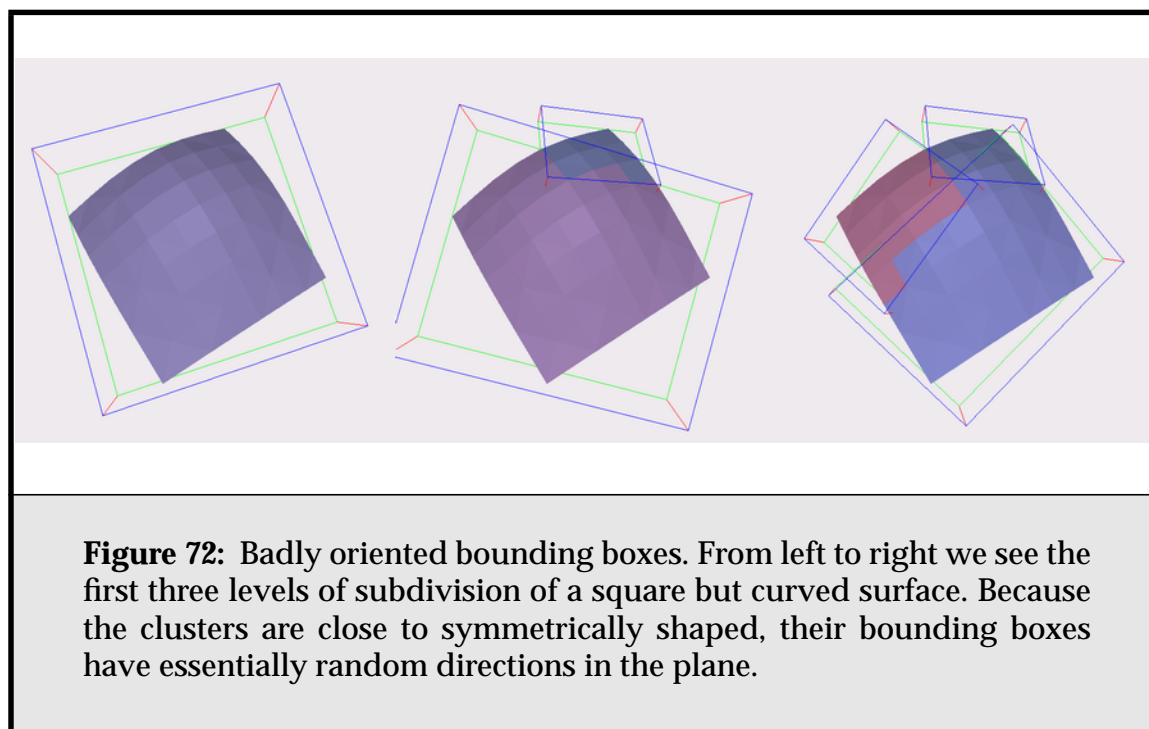 Figure 72: Badly oriented bounding boxes. From left to right we see the
first three levels of subdivision of a square but curved surface. Because
the clusters are close to symmetrically shaped, their bounding boxes
have essentially random directions in the plane.